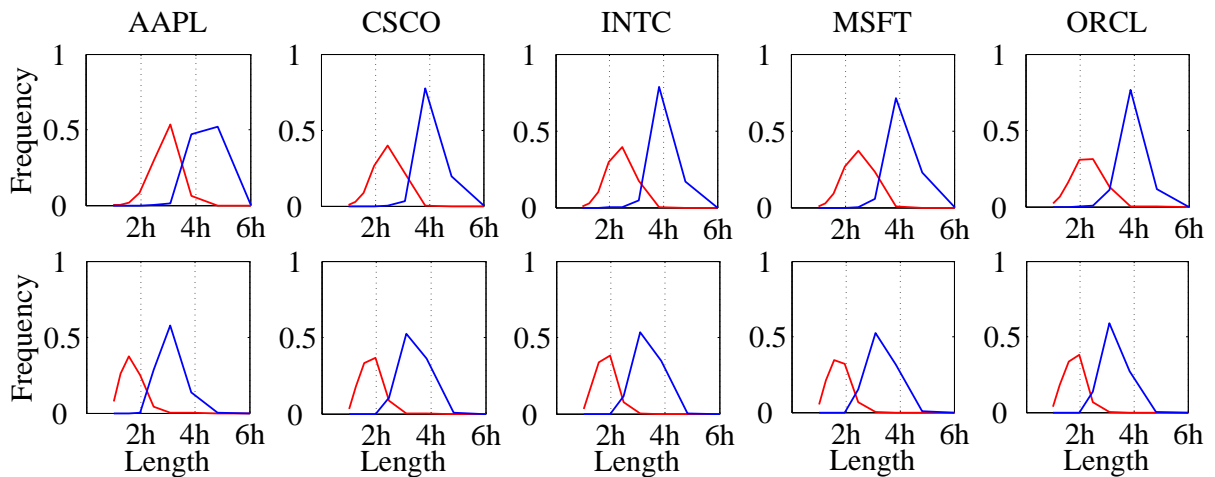 AAPL CSCO INTC MSFT ORCL
1 1 1 1 1
Frequency
0.5 0.5 0.5 0.5 0.5
0 0 0 0 0
2h 4h 6h 2h 4h 6h 2h 4h 6h 2h 4h 6h 2h 4h 6h
1 1 1 1 1
Frequency
0.5 0.5 0.5 0.5 0.5
0 0 0 0 0
2h 4h 6h 2h 4h 6h 2h 4h 6h 2h 4h 6h 2h 4h 6h
Length Length Length Length Length